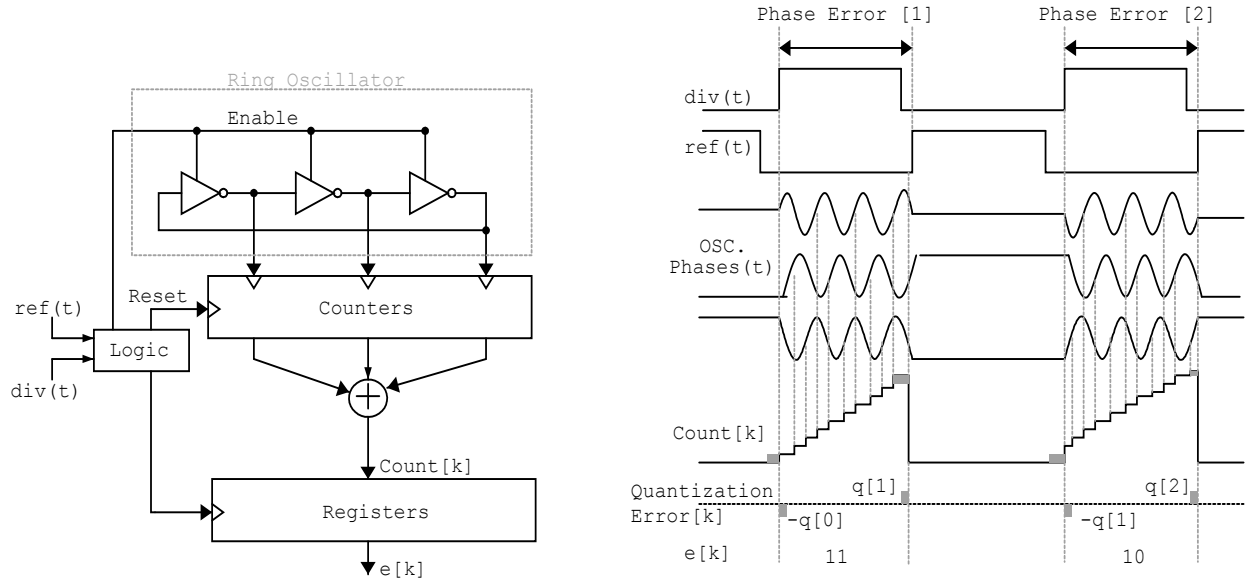 Ring Oscillator
Enable
ref(t)
Reset
Counters
Logic
div(t)
Count[k]
Registers
e[k]
Phase Error [1]
Phase Error [2]
div(t)
ref(t)
OSC.
Phases(t)
Count[k]
Quantization
Error[k]
q[1]
-q[0]
q[2]
-q[1]
e[k]
11
10